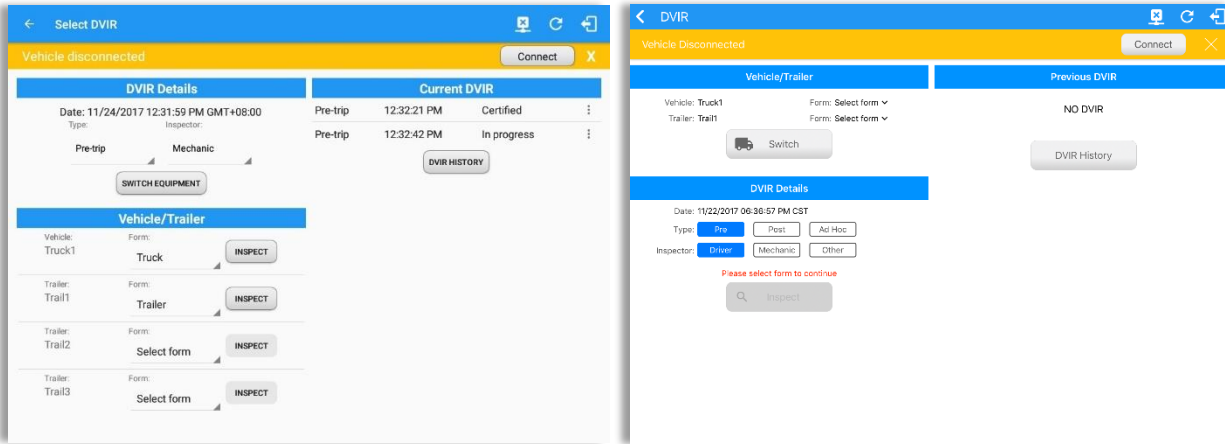 Select DVIR
Vehicle disconnected
Connect
X
DVIR Details
Date: 11/24/2017 12:31:59 PM GMT+08:00
Type: Inspector:
Pre-trip Mechanic
SWITCH EQUIPMENT
Vehicle/Trailer
Vehicle: Form:
Truck1 Truck INSPECT
Trailer: Form:
Trail1 Trailer INSPECT
Trailer: Form:
Trail2 Select form INSPECT
Trailer: Form:
Trail3 Select form INSPECT
Current DVIR
Pre-trip 12:32:21 PM Certified
Pre-trip 12:32:42 PM In progress
DVIR HISTORY
DVIR
Vehicle Disconnected
Connect
Vehicle/Trailer
Vehicle: Truck1 Form: Select form
Trailer: Trail1 Form: Select form
Switch
DVIR Details
Date: 11/22/2017 06:36:57 PM CST
Type: Pre Post Ad Hoc
Inspector: Driver Mechanic Other
Please select form to continue
Inspect
Previous DVIR
NO DVIR
DVIR History